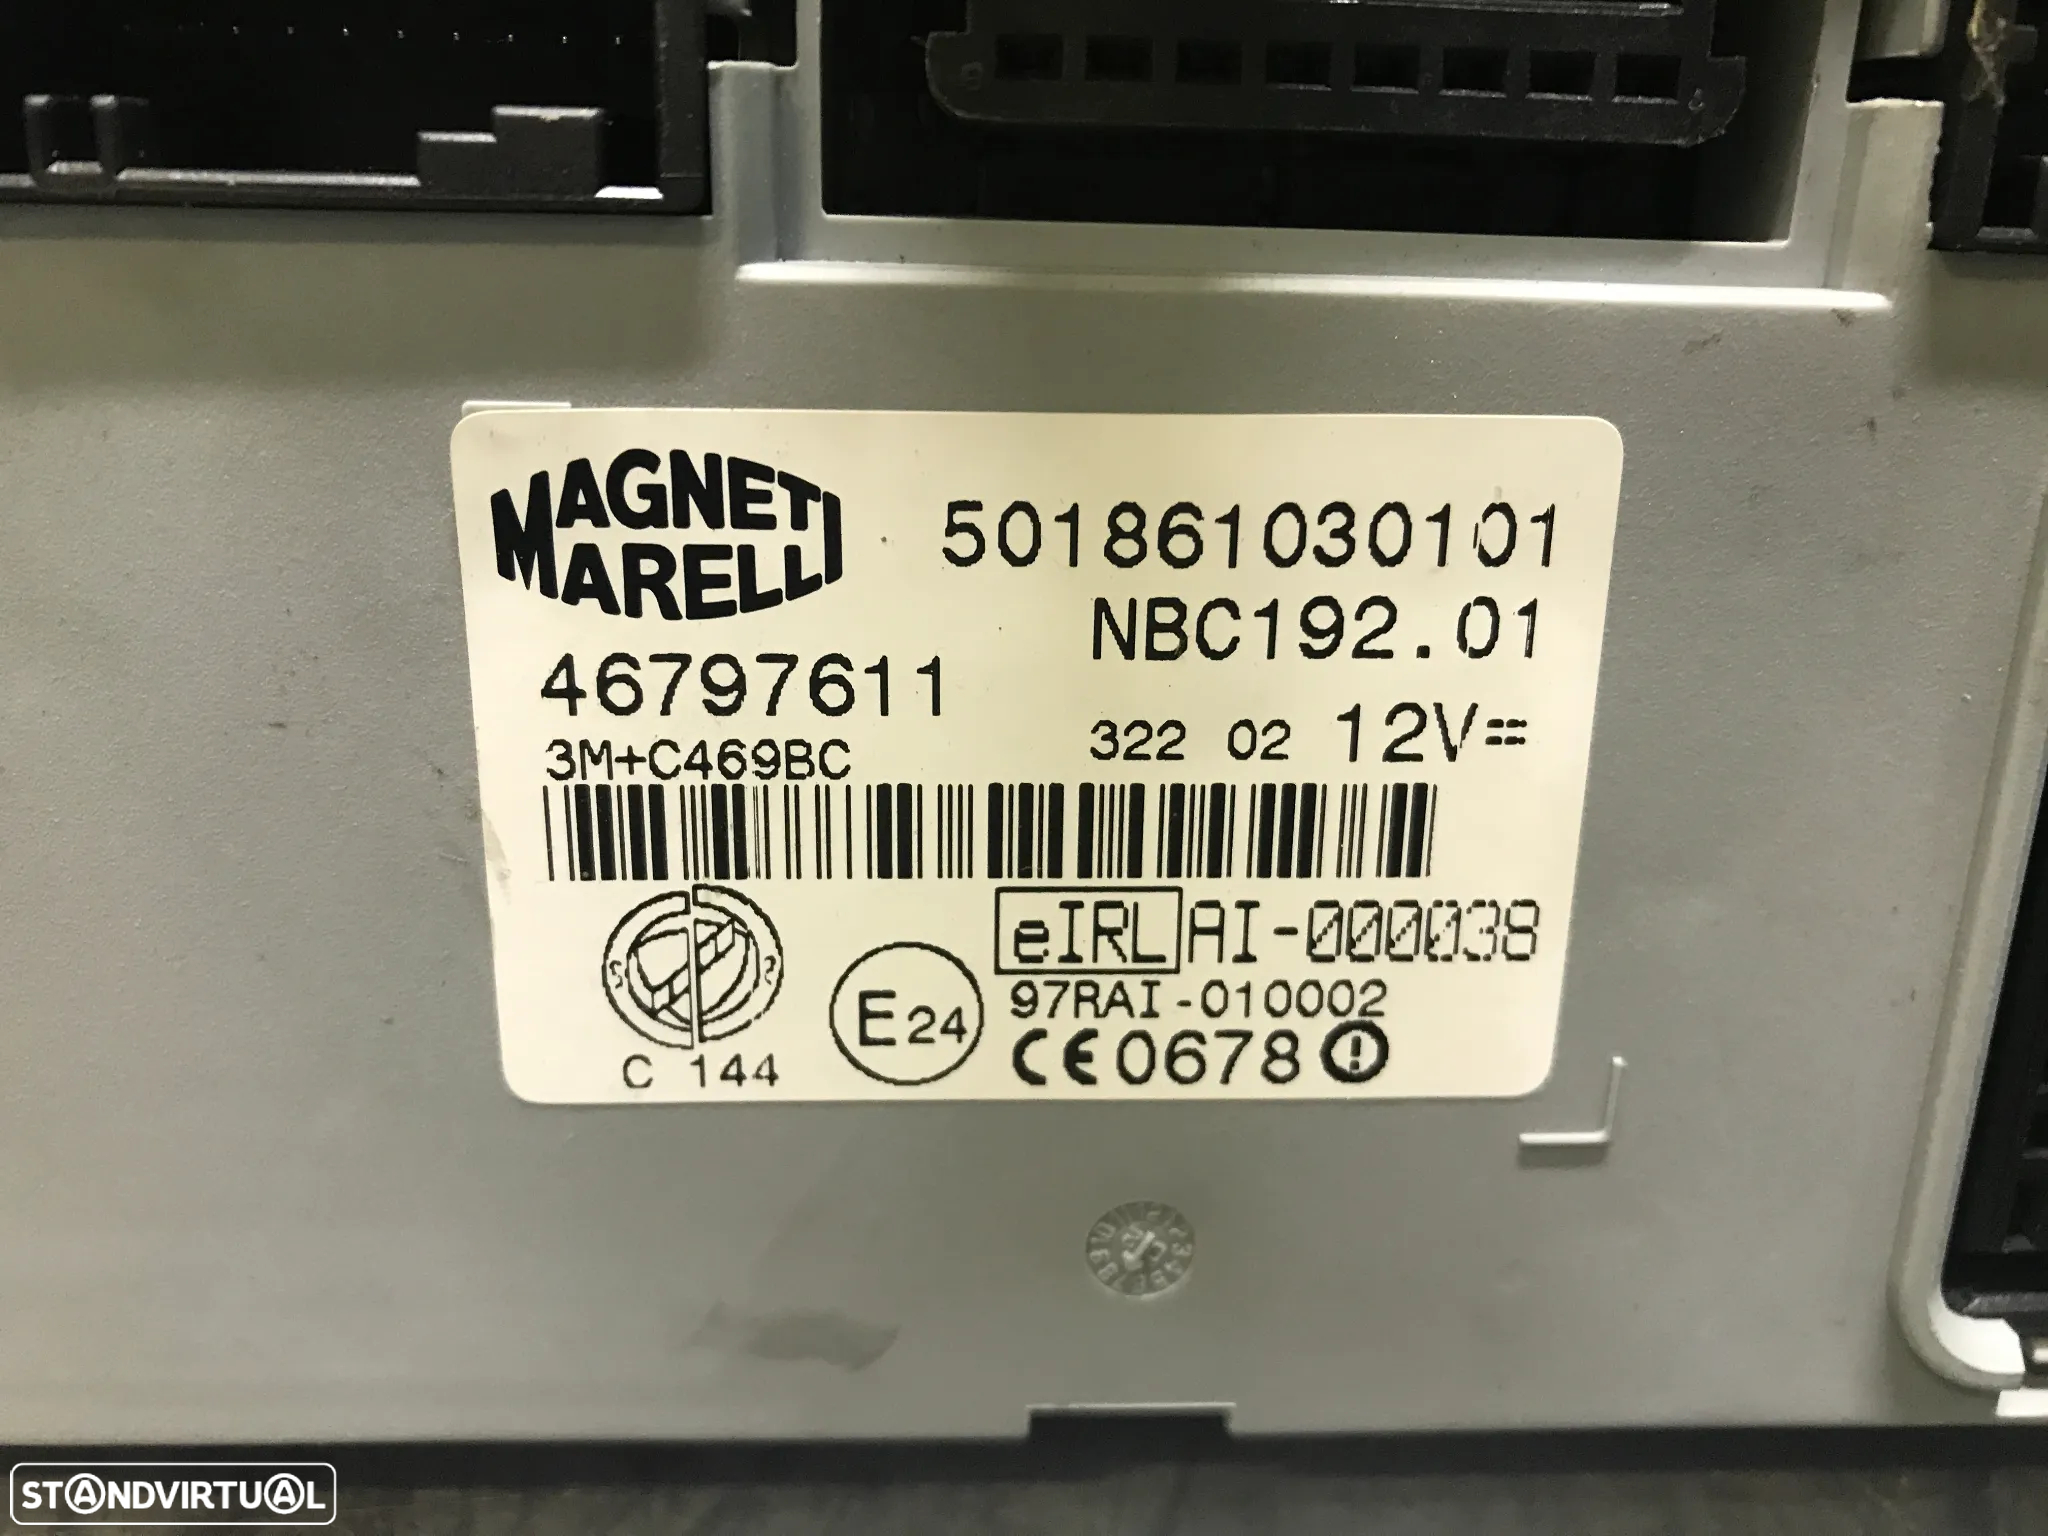 MAGNETI
MARELLI
501861030101
NBC192.01
46797611
322 02 12V
3M+C469BC
eIRL AI-000038
97RAI-010002
E24
CE0678
C 144
STANDVIRTUAL